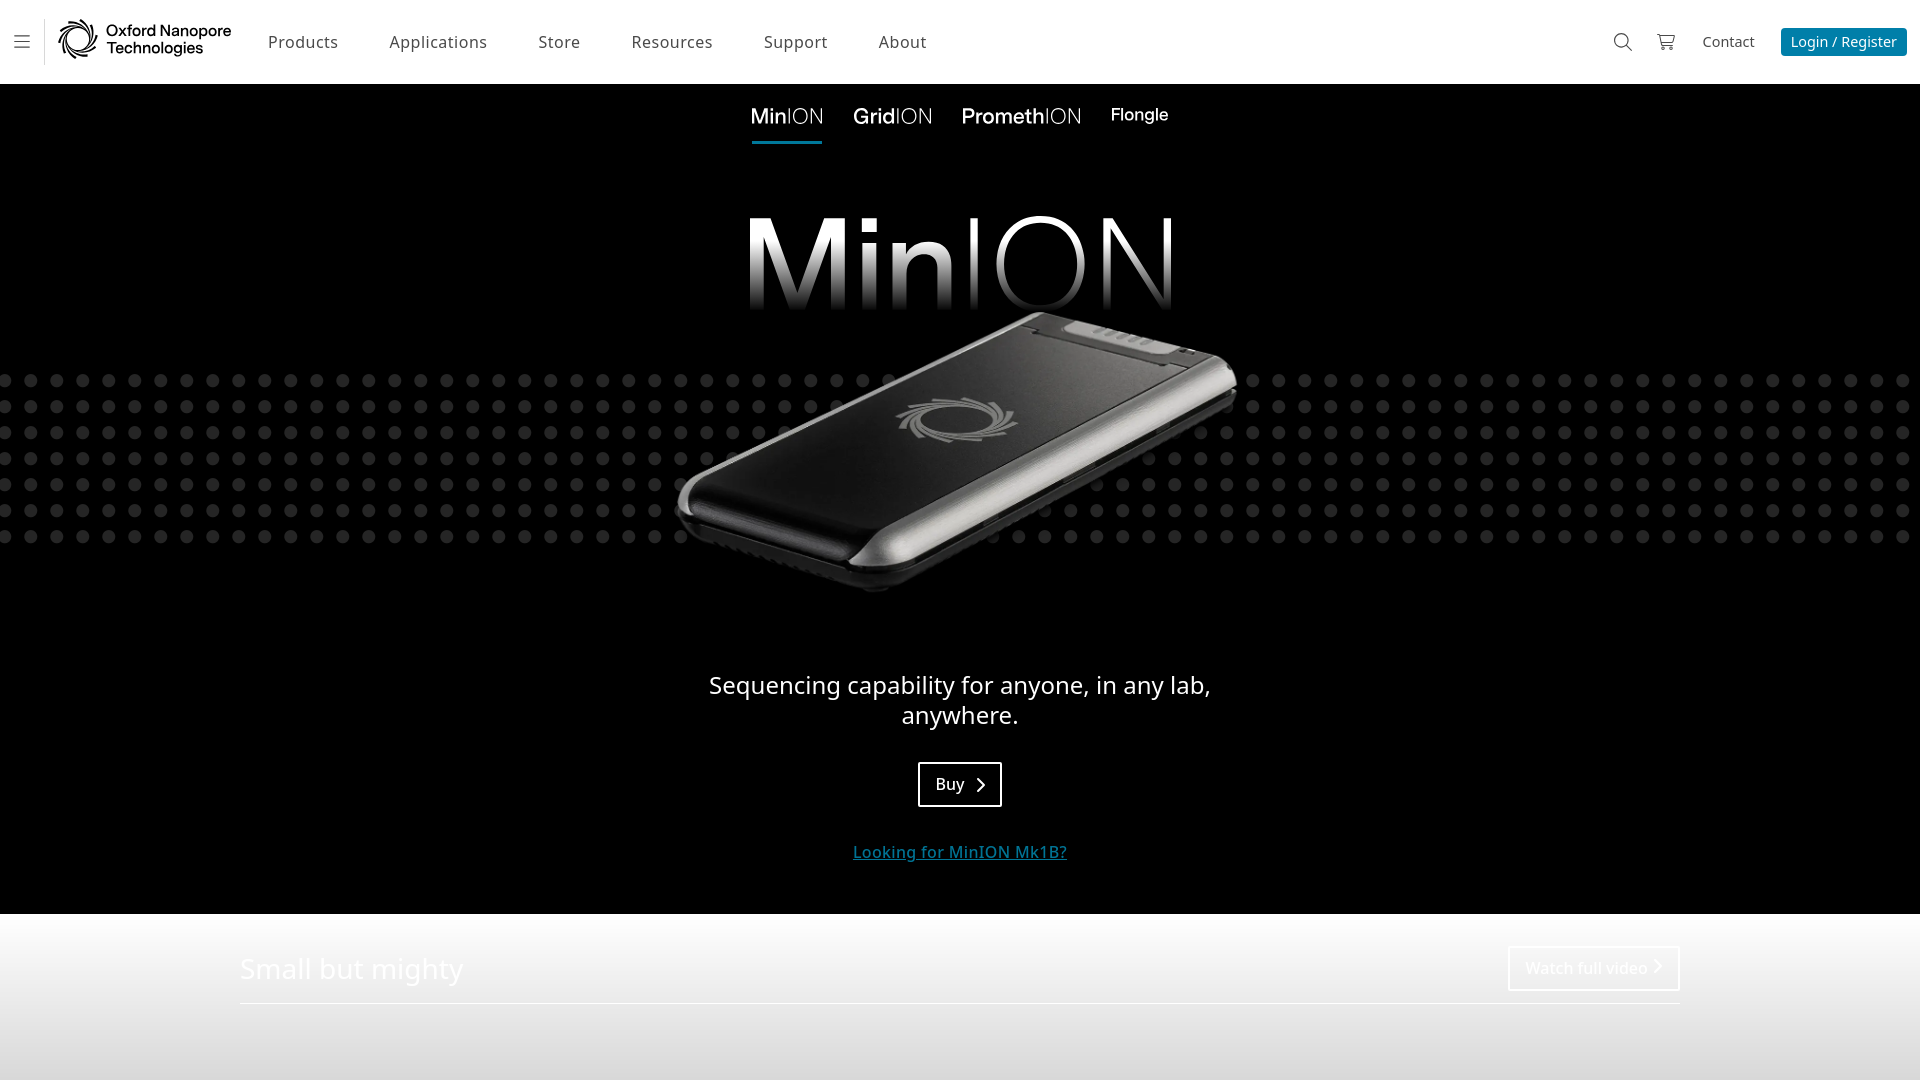 Oxford Nanopore
Technologies
Products
Applications
Store
Resources
Support
About
Contact
Login / Register
MinION
GridION
PromethION
Flongle
MinION
Sequencing capability for anyone, in any lab,
anywhere.
Buy
Looking for MinION Mk1B?
Small but mighty
Watch full video